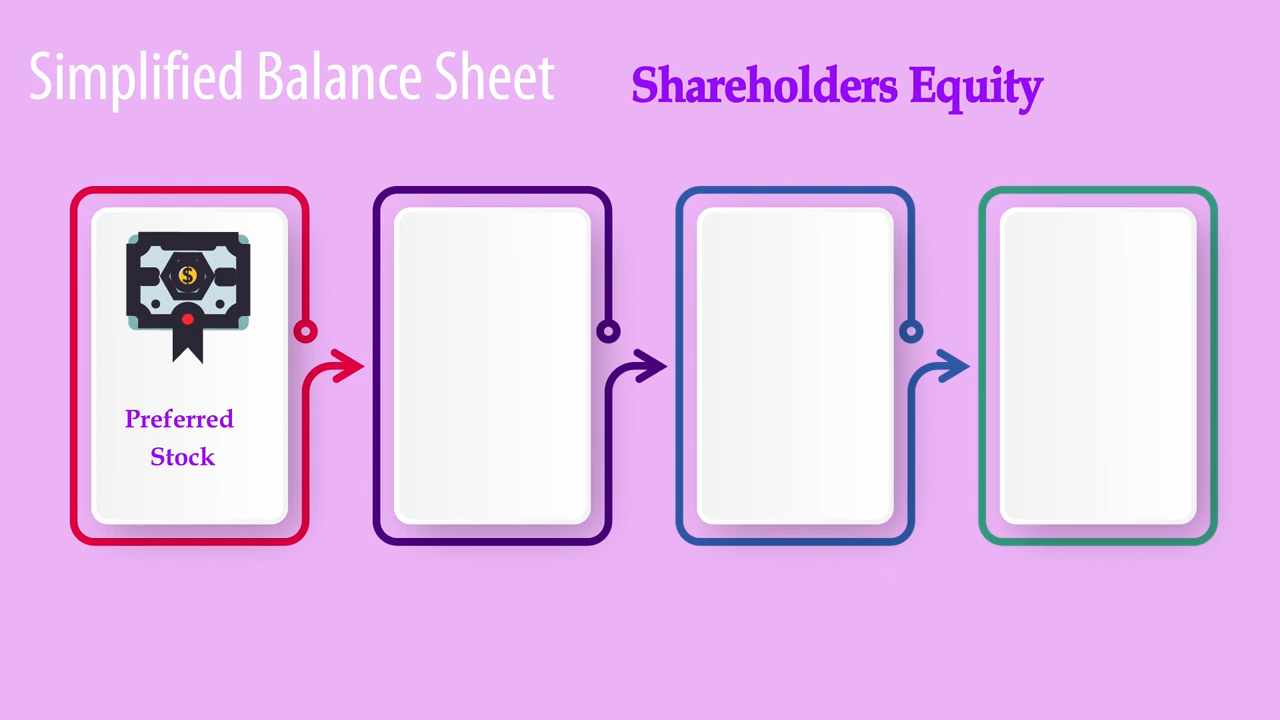 Simplified Balance Sheet
Shareholders Equity
$
Preferred
Stock